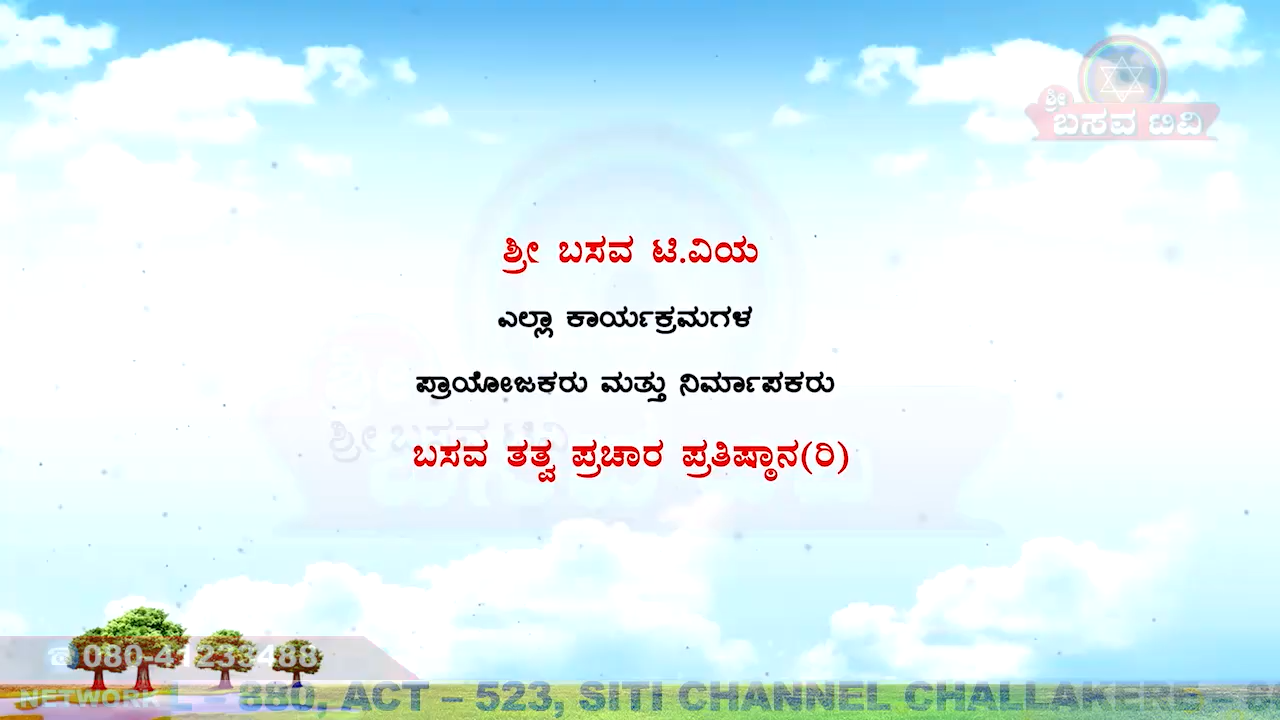 ಶ್ರೀ
ಬಸವ ಟಿವಿ
ಶ್ರೀ ಬಸವ ಟಿ.ವಿಯ
ಎಲ್ಲಾ ಕಾರ್ಯಕ್ರಮಗಳ
ಪ್ರಾಯೋಜಕರು ಮತ್ತು ನಿರ್ಮಾಪಕರು
ಶ್ರೀ ಬಸವ ಟಿವಿ
ಬಸವ ತತ್ವ ಪ್ರಚಾರ ಪ್ರತಿಷ್ಠಾನ(ರಿ)
☎080-41233488
NETWORK L – 880, ACT – 523, SITI CHANNEL CHALLAKERE –